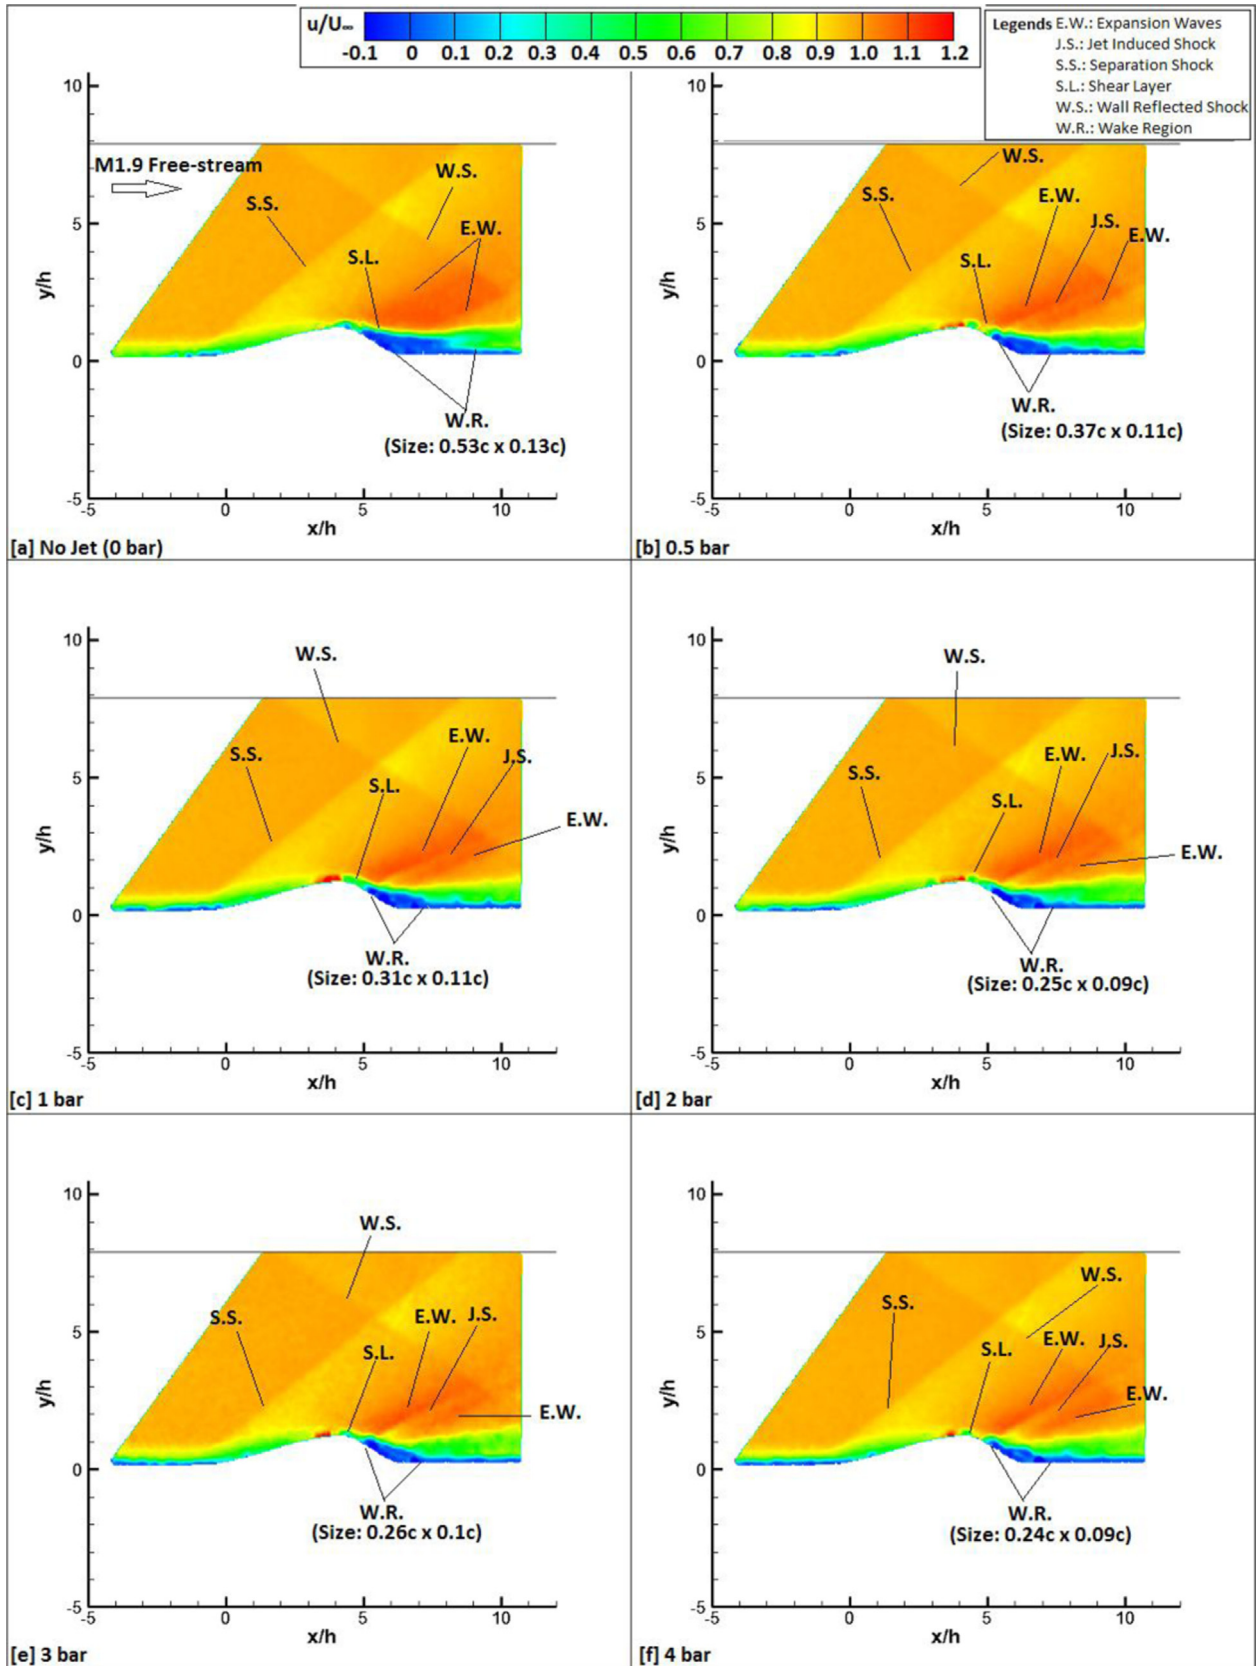 u/U∞
-0.1 0 0.1 0.2 0.3 0.4 0.5 0.6 0.7 0.8 0.9 1.0 1.1 1.2
Legends E.W.: Expansion Waves
J.S.: Jet Induced Shock
S.S.: Separation Shock
S.L.: Shear Layer
W.S.: Wall Reflected Shock
W.R.: Wake Region
10
M1.9 Free-stream
W.S.
S.S.
E.W.
5
S.L.
y/h
0
W.R.
(Size: 0.53c x 0.13c)
-5
-5 0 5 10
x/h
[a] No Jet (0 bar)
10
W.S.
S.S.
E.W.
J.S.
5
E.W.
S.L.
y/h
0
W.R.
(Size: 0.37c x 0.11c)
-5
-5 0 5 10
x/h
[b] 0.5 bar
10
W.S.
E.W.
S.S.
J.S.
5
S.L.
E.W.
y/h
0
W.R.
(Size: 0.31c x 0.11c)
-5
-5 0 5 10
x/h
[c] 1 bar
10
W.S.
E.W.
J.S.
S.S.
5
S.L.
E.W.
y/h
0
W.R.
(Size: 0.25c x 0.09c)
-5
-5 0 5 10
x/h
[d] 2 bar
10
W.S.
S.S.
E.W.
J.S.
5
S.L.
E.W.
y/h
0
W.R.
(Size: 0.26c x 0.1c)
-5
-5 0 5 10
x/h
[e] 3 bar
10
W.S.
S.S.
E.W.
J.S.
5
S.L.
E.W.
y/h
0
W.R.
(Size: 0.24c x 0.09c)
-5
-5 0 5 10
x/h
[f] 4 bar